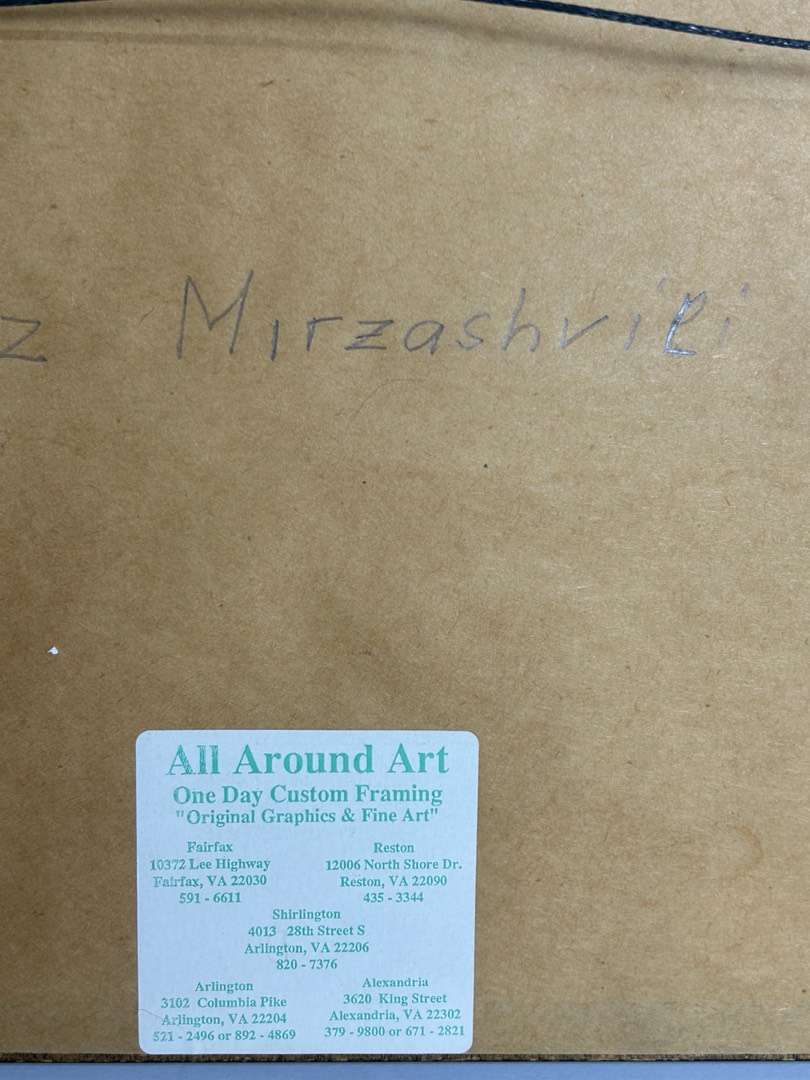 z Mirzashvili
All Around Art
One Day Custom Framing
"Original Graphics & Fine Art"
Fairfax
10372 Lee Highway
Fairfax, VA 22030
591 - 6611
Reston
12006 North Shore Dr.
Reston, VA 22090
435 - 3344
Shirlington
4013 28th Street S
Arlington, VA 22206
820 - 7376
Arlington
3102 Columbia Pike
Arlington, VA 22204
521 - 2496 or 892 - 4869
Alexandria
3620 King Street
Alexandria, VA 22302
379 - 9800 or 671 - 2821